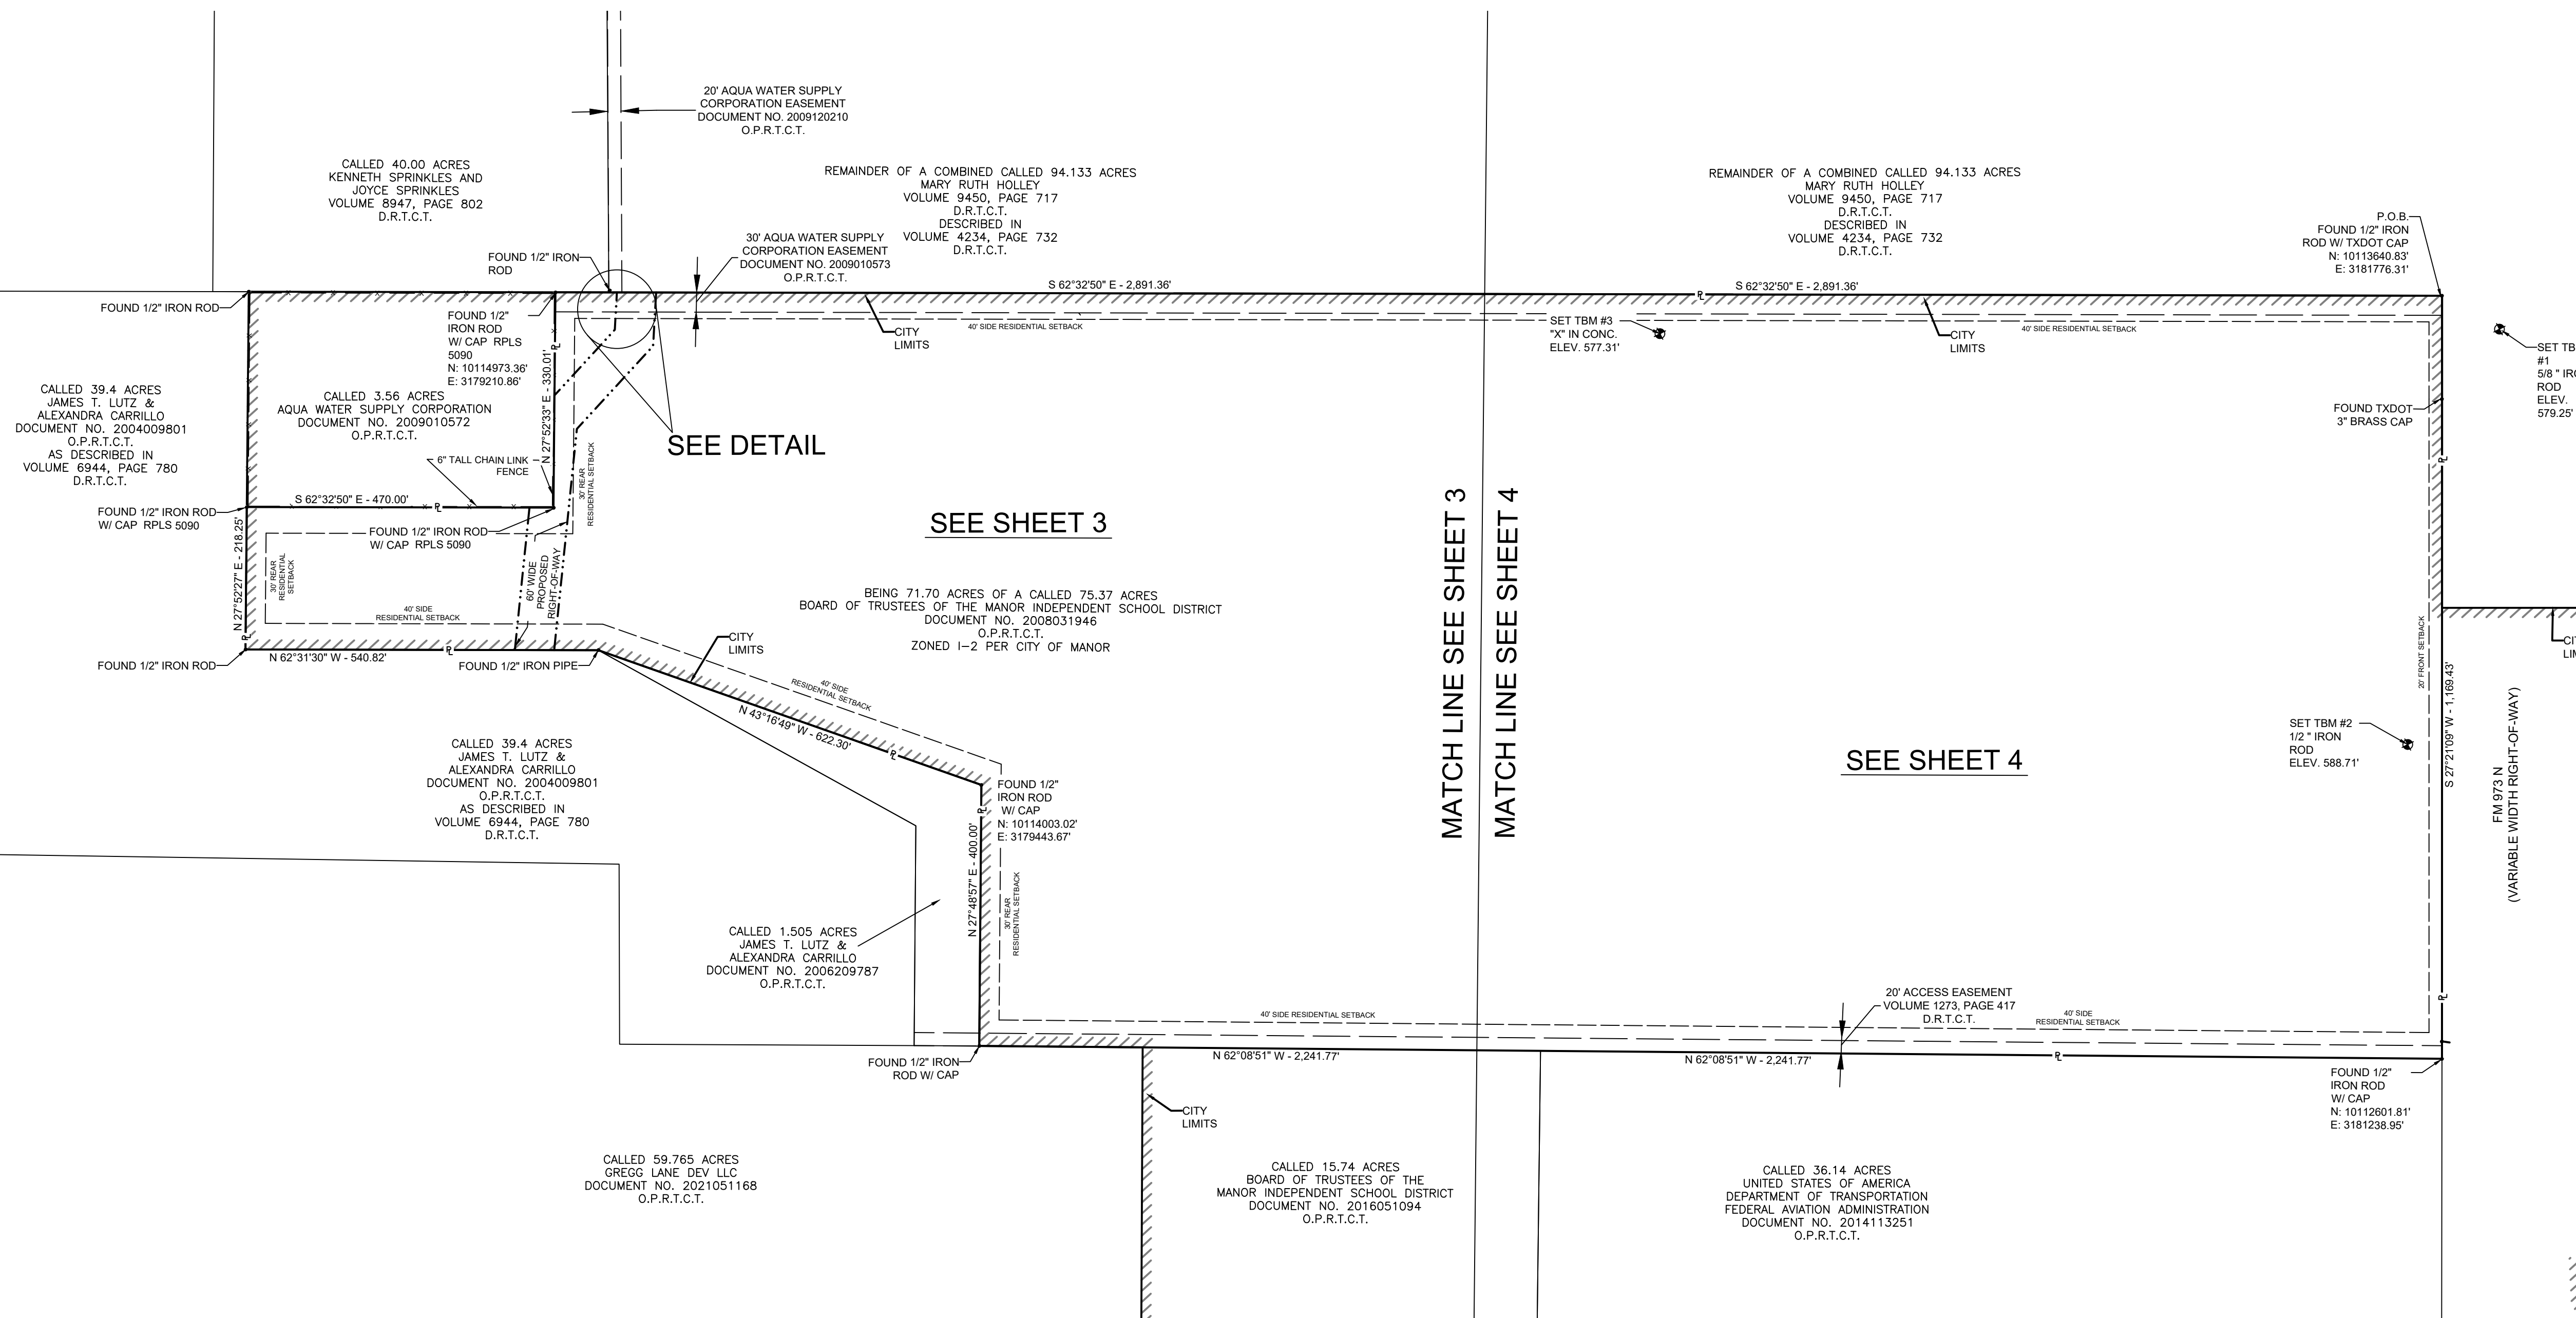 20' AQUA WATER SUPPLY
CORPORATION EASEMENT
DOCUMENT NO. 2009120210
O.P.R.T.C.T.
CALLED 40.00 ACRES
KENNETH SPRINKLES AND
JOYCE SPRINKLES
VOLUME 8947, PAGE 802
D.R.T.C.T.
REMAINDER OF A COMBINED CALLED 94.133 ACRES
MARY RUTH HOLLEY
VOLUME 9450, PAGE 717
D.R.T.C.T.
DESCRIBED IN
VOLUME 4234, PAGE 732
D.R.T.C.T.
REMAINDER OF A COMBINED CALLED 94.133 ACRES
MARY RUTH HOLLEY
VOLUME 9450, PAGE 717
D.R.T.C.T.
DESCRIBED IN
VOLUME 4234, PAGE 732
D.R.T.C.T.
P.O.B.
FOUND 1/2" IRON
ROD W/ TXDOT CAP
N: 10113640.83'
E: 3181776.31'
30' AQUA WATER SUPPLY
CORPORATION EASEMENT
DOCUMENT NO. 2009010573
O.P.R.T.C.T.
FOUND 1/2" IRON
ROD
S 62°32'50" E - 2,891.36'
S 62°32'50" E - 2,891.36'
PL
FOUND 1/2" IRON ROD
FOUND 1/2"
IRON ROD
W/ CAP RPLS
5090
N: 10114973.36'
E: 3179210.86'
CITY
LIMITS
40' SIDE RESIDENTIAL SETBACK
SET TBM #3
"X" IN CONC.
ELEV. 577.31'
CITY
LIMITS
40' SIDE RESIDENTIAL SETBACK
SET TB
#1
5/8 " IR
ROD
ELEV.
579.25'
N 27°52'33" E - 330.01'
PL
CALLED 39.4 ACRES
JAMES T. LUTZ &
ALEXANDRA CARRILLO
DOCUMENT NO. 2004009801
O.P.R.T.C.T.
AS DESCRIBED IN
VOLUME 6944, PAGE 780
D.R.T.C.T.
CALLED 3.56 ACRES
AQUA WATER SUPPLY CORPORATION
DOCUMENT NO. 2009010572
O.P.R.T.C.T.
SEE DETAIL
FOUND TXDOT
3" BRASS CAP
PL
6" TALL CHAIN LINK
FENCE
30' REAR
RESIDENTIAL SETBACK
S 62°32'50" E - 470.00'
PL
FOUND 1/2" IRON ROD
W/ CAP RPLS 5090
FOUND 1/2" IRON ROD
W/ CAP RPLS 5090
SEE SHEET 3
MATCH LINE SEE SHEET 3
MATCH LINE SEE SHEET 4
N 27°52'27" E - 218.25'
PL
30' REAR
RESIDENTIAL
SETBACK
60' WIDE
PROPOSED
RIGHT-OF-WAY
40' SIDE
RESIDENTIAL SETBACK
BEING 71.70 ACRES OF A CALLED 75.37 ACRES
BOARD OF TRUSTEES OF THE MANOR INDEPENDENT SCHOOL DISTRICT
DOCUMENT NO. 2008031946
O.P.R.T.C.T.
ZONED I-2 PER CITY OF MANOR
CITY
LIMITS
CI
LI
FOUND 1/2" IRON ROD
N 62°31'30" W - 540.82'
PL
FOUND 1/2" IRON PIPE
40' SIDE
RESIDENTIAL SETBACK
N 43°16'49" W - 622.30'
PL
20' FRONT SETBACK
S 27°21'09" W - 1,169.43'
FM 973 N
(VARIABLE WIDTH RIGHT-OF-WAY)
SET TBM #2
1/2 " IRON
ROD
ELEV. 588.71'
SEE SHEET 4
CALLED 39.4 ACRES
JAMES T. LUTZ &
ALEXANDRA CARRILLO
DOCUMENT NO. 2004009801
O.P.R.T.C.T.
AS DESCRIBED IN
VOLUME 6944, PAGE 780
D.R.T.C.T.
FOUND 1/2"
IRON ROD
W/ CAP
N: 10114003.02'
E: 3179443.67'
PL
N 27°48'57" E - 400.00'
30' REAR
RESIDENTIAL SETBACK
CALLED 1.505 ACRES
JAMES T. LUTZ &
ALEXANDRA CARRILLO
DOCUMENT NO. 2006209787
O.P.R.T.C.T.
40' SIDE RESIDENTIAL SETBACK
20' ACCESS EASEMENT
VOLUME 1273, PAGE 417
D.R.T.C.T.
40' SIDE
RESIDENTIAL SETBACK
PL
FOUND 1/2" IRON
ROD W/ CAP
N 62°08'51" W - 2,241.77'
N 62°08'51" W - 2,241.77'
PL
FOUND 1/2"
IRON ROD
W/ CAP
N: 10112601.81'
E: 3181238.95'
CITY
LIMITS
CALLED 59.765 ACRES
GREGG LANE DEV LLC
DOCUMENT NO. 2021051168
O.P.R.T.C.T.
CALLED 15.74 ACRES
BOARD OF TRUSTEES OF THE
MANOR INDEPENDENT SCHOOL DISTRICT
DOCUMENT NO. 2016051094
O.P.R.T.C.T.
CALLED 36.14 ACRES
UNITED STATES OF AMERICA
DEPARTMENT OF TRANSPORTATION
FEDERAL AVIATION ADMINISTRATION
DOCUMENT NO. 2014113251
O.P.R.T.C.T.